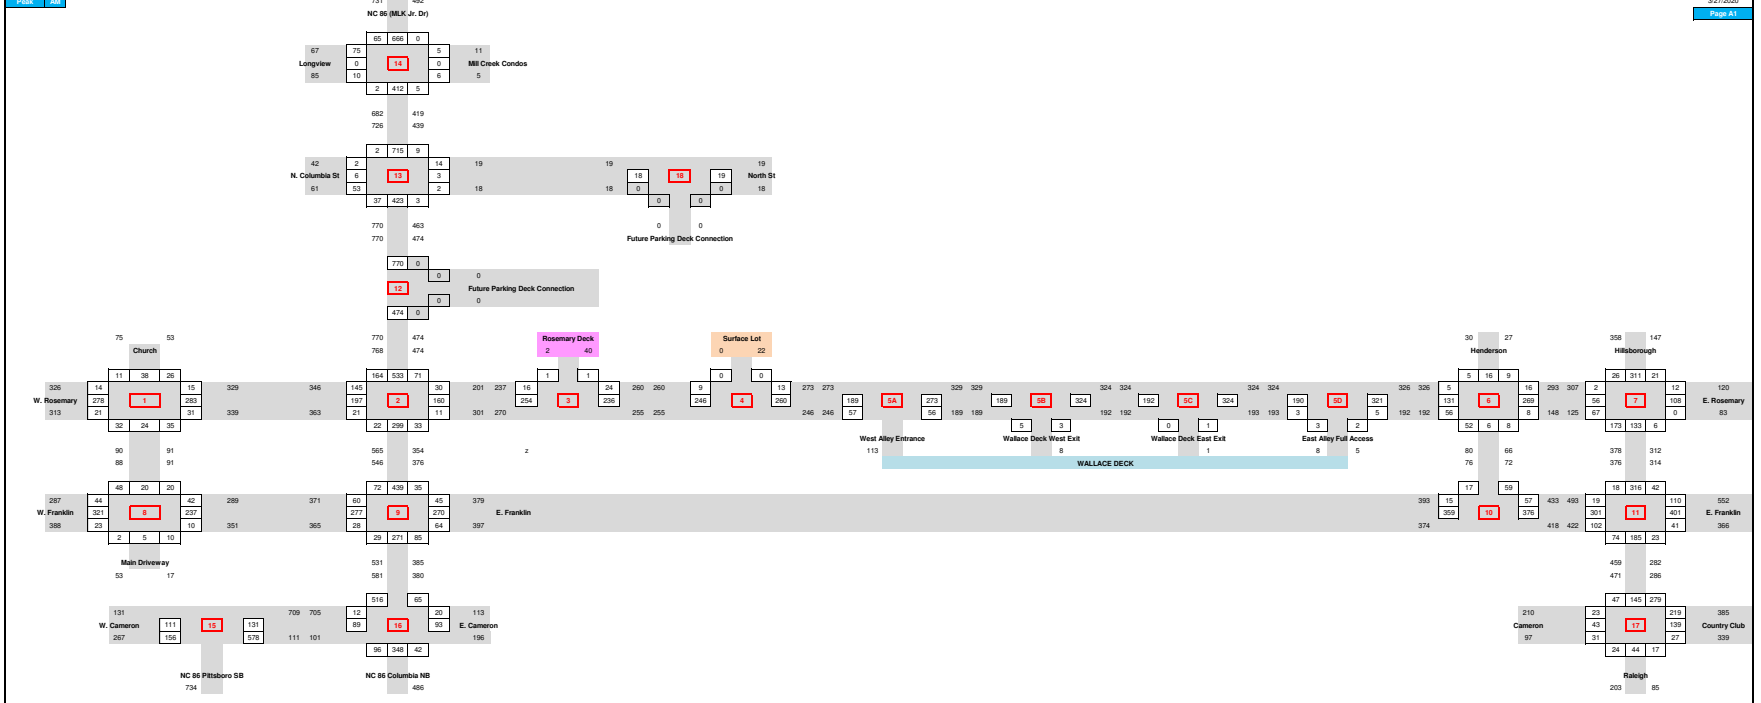 Peak AM 731 492 3/27/2020
NC 86 (MLK Jr. Dr) Page A1
65 666 0
67 75 5 11
Longview 0 14 0 Mill Creek Condos
85 10 6 5
2 412 5
682 419
726 439
2 715 9
42 2 14 19 19 19
N. Columbia St 6 13 3 18 18 19 North St
61 53 2 18 18 0 0 18
37 423 3 0 0
770 463 0 0
770 474 Future Parking Deck Connection
770 0
0 0
12 Future Parking Deck Connection
0 0
474 0
75 53 770 474 Rosemary Deck Surface Lot 30 27 358 147
Church 768 474 2 40 0 22 Henderson Hillsborough
11 38 26 164 533 71 1 1 0 0 5 16 9 26 311 21
326 14 15 329 346 145 30 201 237 16 24 260 260 9 13 273 273 329 329 324 324 324 324 326 326 5 16 293 307 2 12 120
W. Rosemary 278 1 283 197 2 160 254 3 236 246 4 260 189 5A 273 189 5B 324 192 5C 324 190 5D 321 131 6 269 56 7 108 E. Rosemary
313 21 31 339 363 21 11 301 270 255 255 246 246 57 56 189 189 192 192 193 193 3 5 192 192 56 8 148 125 67 0 83
32 24 35 22 299 33 5 3 0 1 3 2 52 6 8 173 133 6
West Alley Entrance Wallace Deck West Exit Wallace Deck East Exit East Alley Full Access
90 91 565 354 z 113 8 1 8 5 80 66 378 312
88 91 546 376 WALLACE DECK 76 72 376 314
48 20 20 72 439 35 17 59 18 316 42
287 44 42 289 371 60 45 379 393 15 57 433 493 19 110 552
W. Franklin 321 8 237 277 9 270 E. Franklin 359 10 376 301 11 401 E. Franklin
388 23 10 351 365 28 64 397 374 418 422 102 41 366
2 5 10 29 271 85 74 185 23
Main Driveway 531 385 459 282
53 17 581 380 471 286
516 65 47 145 279
131 709 705 12 20 113 210 23 219 385
W. Cameron 111 15 131 89 16 93 E. Cameron Cameron 43 17 139 Country Club
267 156 578 111 101 196 97 31 27 339
96 348 42 24 44 17
NC 86 Pittsboro SB NC 86 Columbia NB Raleigh
734 486 203 85